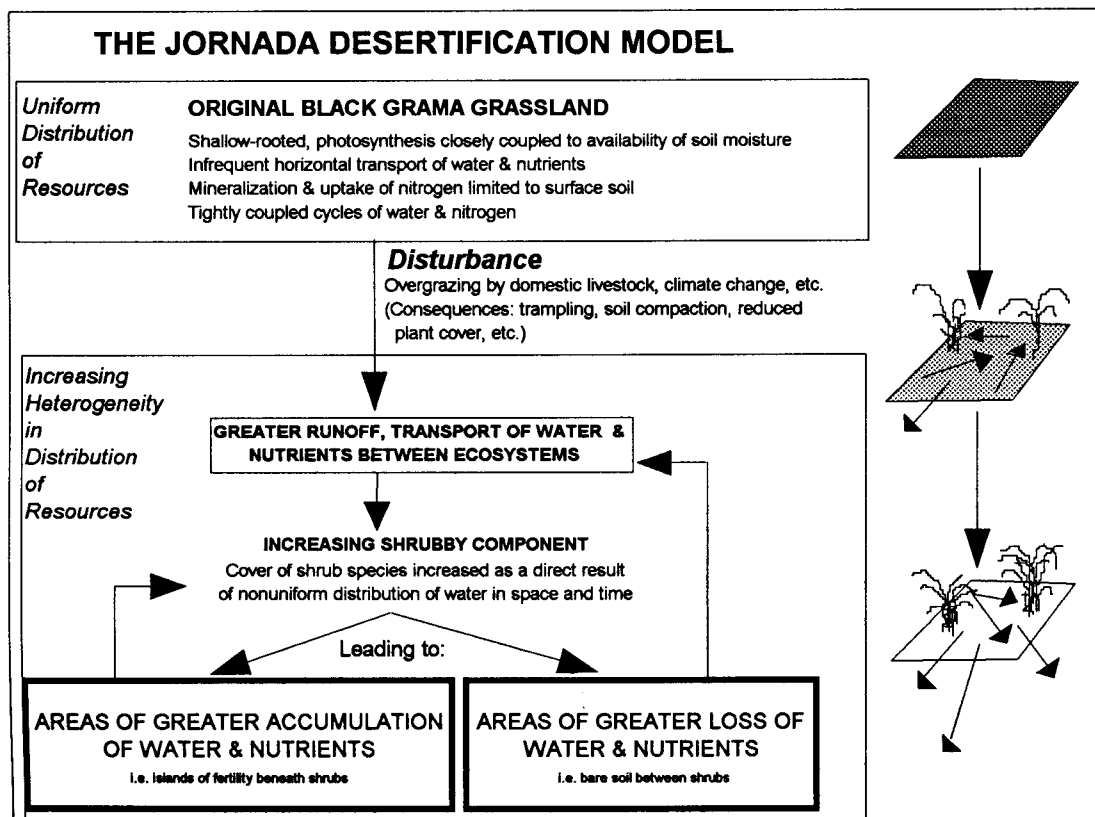 THE JORNADA DESERTIFICATION MODEL
Uniform
Distribution
of
Resources
ORIGINAL BLACK GRAMA GRASSLAND
Shallow-rooted, photosynthesis closely coupled to availability of soil moisture
Infrequent horizontal transport of water & nutrients
Mineralization & uptake of nitrogen limited to surface soil
Tightly coupled cycles of water & nitrogen
Disturbance
Overgrazing by domestic livestock, climate change, etc.
(Consequences: trampling, soil compaction, reduced
plant cover, etc.)
Increasing
Heterogeneity
in
Distribution
of
Resources
GREATER RUNOFF, TRANSPORT OF WATER &
NUTRIENTS BETWEEN ECOSYSTEMS
INCREASING SHRUBBY COMPONENT
Cover of shrub species increased as a direct result
of nonuniform distribution of water in space and time
Leading to:
AREAS OF GREATER ACCUMULATION
OF WATER & NUTRIENTS
i.e. islands of fertility beneath shrubs
AREAS OF GREATER LOSS OF
WATER & NUTRIENTS
i.e. bare soil between shrubs